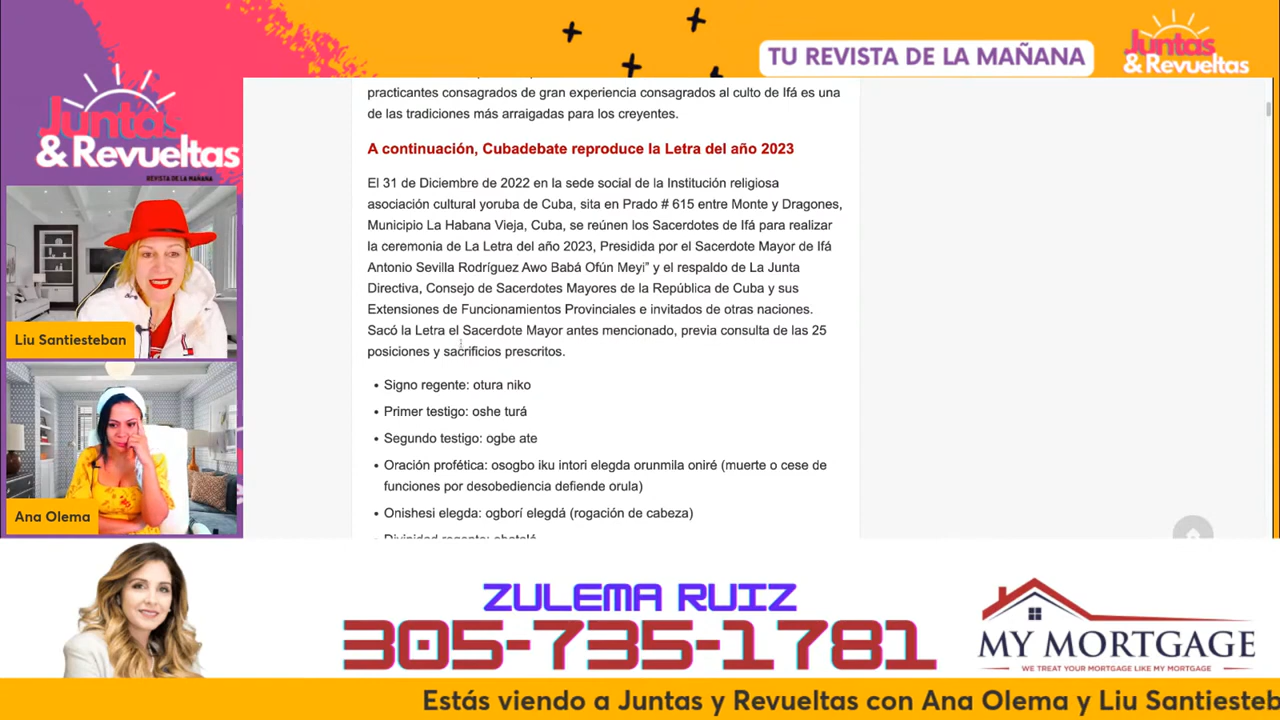 TU REVISTA DE LA MAÑANA
Juntas
& Revueltas
Juntas
& Revueltas
REVISTA DE LA MAÑANA
practicantes consagrados de gran experiencia consagrados al culto de Ifá es una
de las tradiciones más arraigadas para los creyentes.
A continuación, Cubadebate reproduce la Letra del año 2023
El 31 de Diciembre de 2022 en la sede social de la Institución religiosa
asociación cultural yoruba de Cuba, sita en Prado # 615 entre Monte y Dragones,
Municipio La Habana Vieja, Cuba, se reúnen los Sacerdotes de Ifá para realizar
la ceremonia de La Letra del año 2023, Presidida por el Sacerdote Mayor de Ifá
Antonio Sevilla Rodríguez Awo Babá Ofún Meyi” y el respaldo de La Junta
Directiva, Consejo de Sacerdotes Mayores de la República de Cuba y sus
Extensiones de Funcionamientos Provinciales e invitados de otras naciones.
Sacó la Letra el Sacerdote Mayor antes mencionado, previa consulta de las 25
posiciones y sacrificios prescritos.
• Signo regente: otura niko
• Primer testigo: oshe turá
• Segundo testigo: ogbe ate
• Oración profética: osogbo iku intori elegda orunmila oniré (muerte o cese de
funciones por desobediencia defiende orula)
• Onishesi elegda: ogborí elegdá (rogación de cabeza)
• Divinidad regente: obatalá
Liu Santiesteban
Ana Olema
ZULEMA RUIZ
305-735-1781
MY MORTGAGE
WE TREAT YOUR MORTGAGE LIKE MY MORTGAGE
Estás viendo a Juntas y Revueltas con Ana Olema y Liu Santiesteb